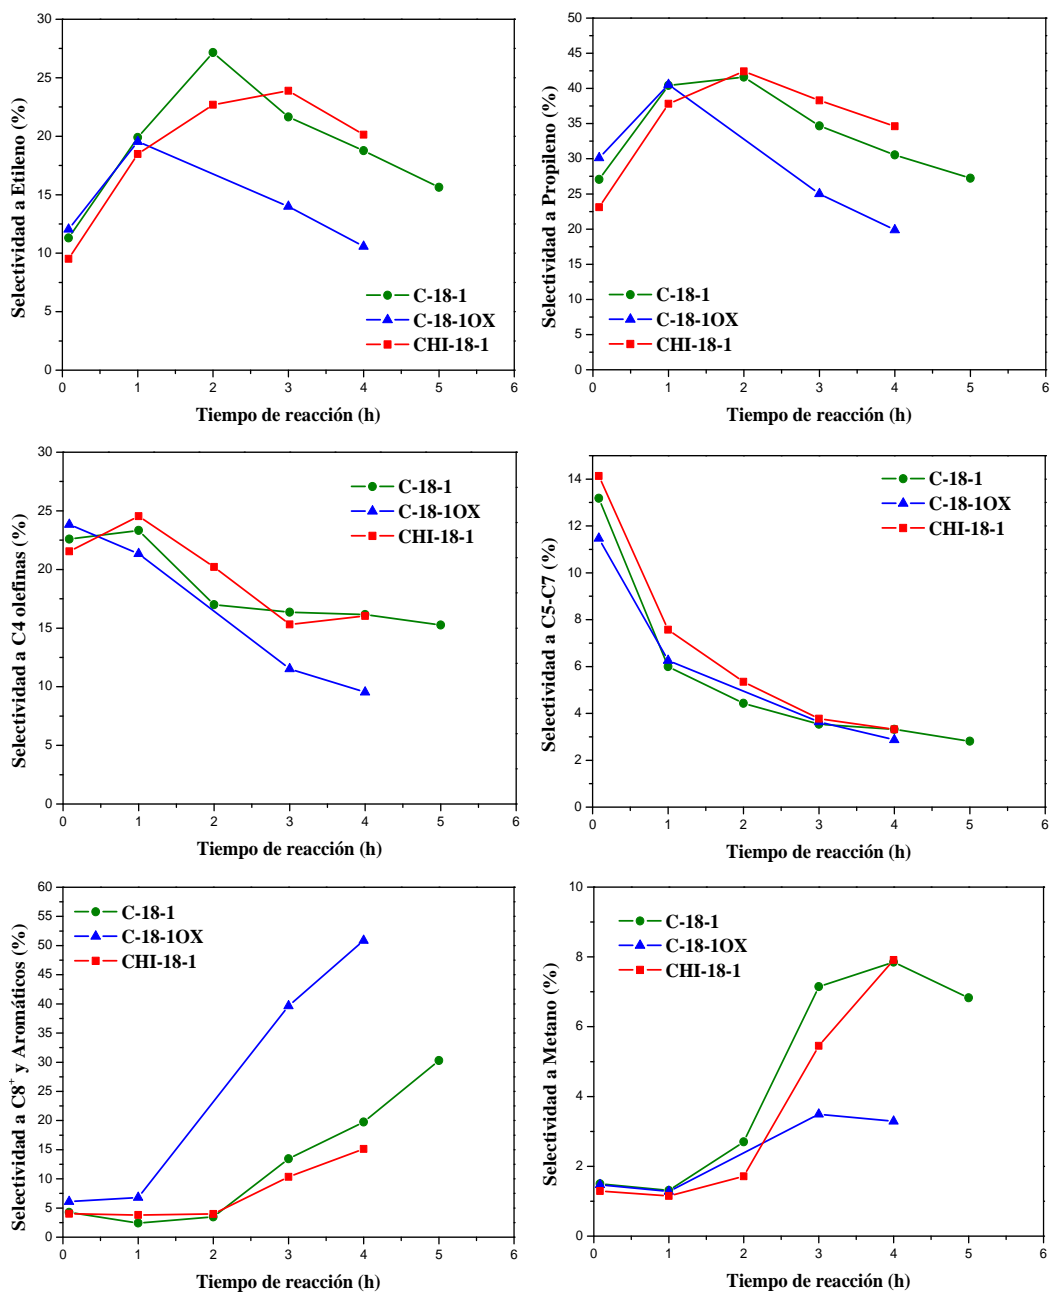 30
25
20
15
10
5
0
Selectividad a Etileno (%)
C-18-1
C-18-1OX
CHI-18-1
0 1 2 3 4 5 6
Tiempo de reacción (h)
50
45
40
35
30
25
20
15
10
5
0
Selectividad a Propileno (%)
C-18-1
C-18-1OX
CHI-18-1
0 1 2 3 4 5 6
Tiempo de reacción (h)
30
25
20
15
10
5
0
Selectividad a C4 olefinas (%)
C-18-1
C-18-1OX
CHI-18-1
0 1 2 3 4 5 6
Tiempo de reacción (h)
14
12
10
8
6
4
2
0
Selectividad a C5-C7 (%)
C-18-1
C-18-1OX
CHI-18-1
0 1 2 3 4 5 6
Tiempo de reacción (h)
60
55
50
45
40
35
30
25
20
15
10
5
0
Selectividad a C8⁺ y Aromáticos (%)
C-18-1
C-18-1OX
CHI-18-1
0 1 2 3 4 5 6
Tiempo de reacción (h)
10
8
6
4
2
0
Selectividad a Metano (%)
C-18-1
C-18-1OX
CHI-18-1
0 1 2 3 4 5 6
Tiempo de reacción (h)